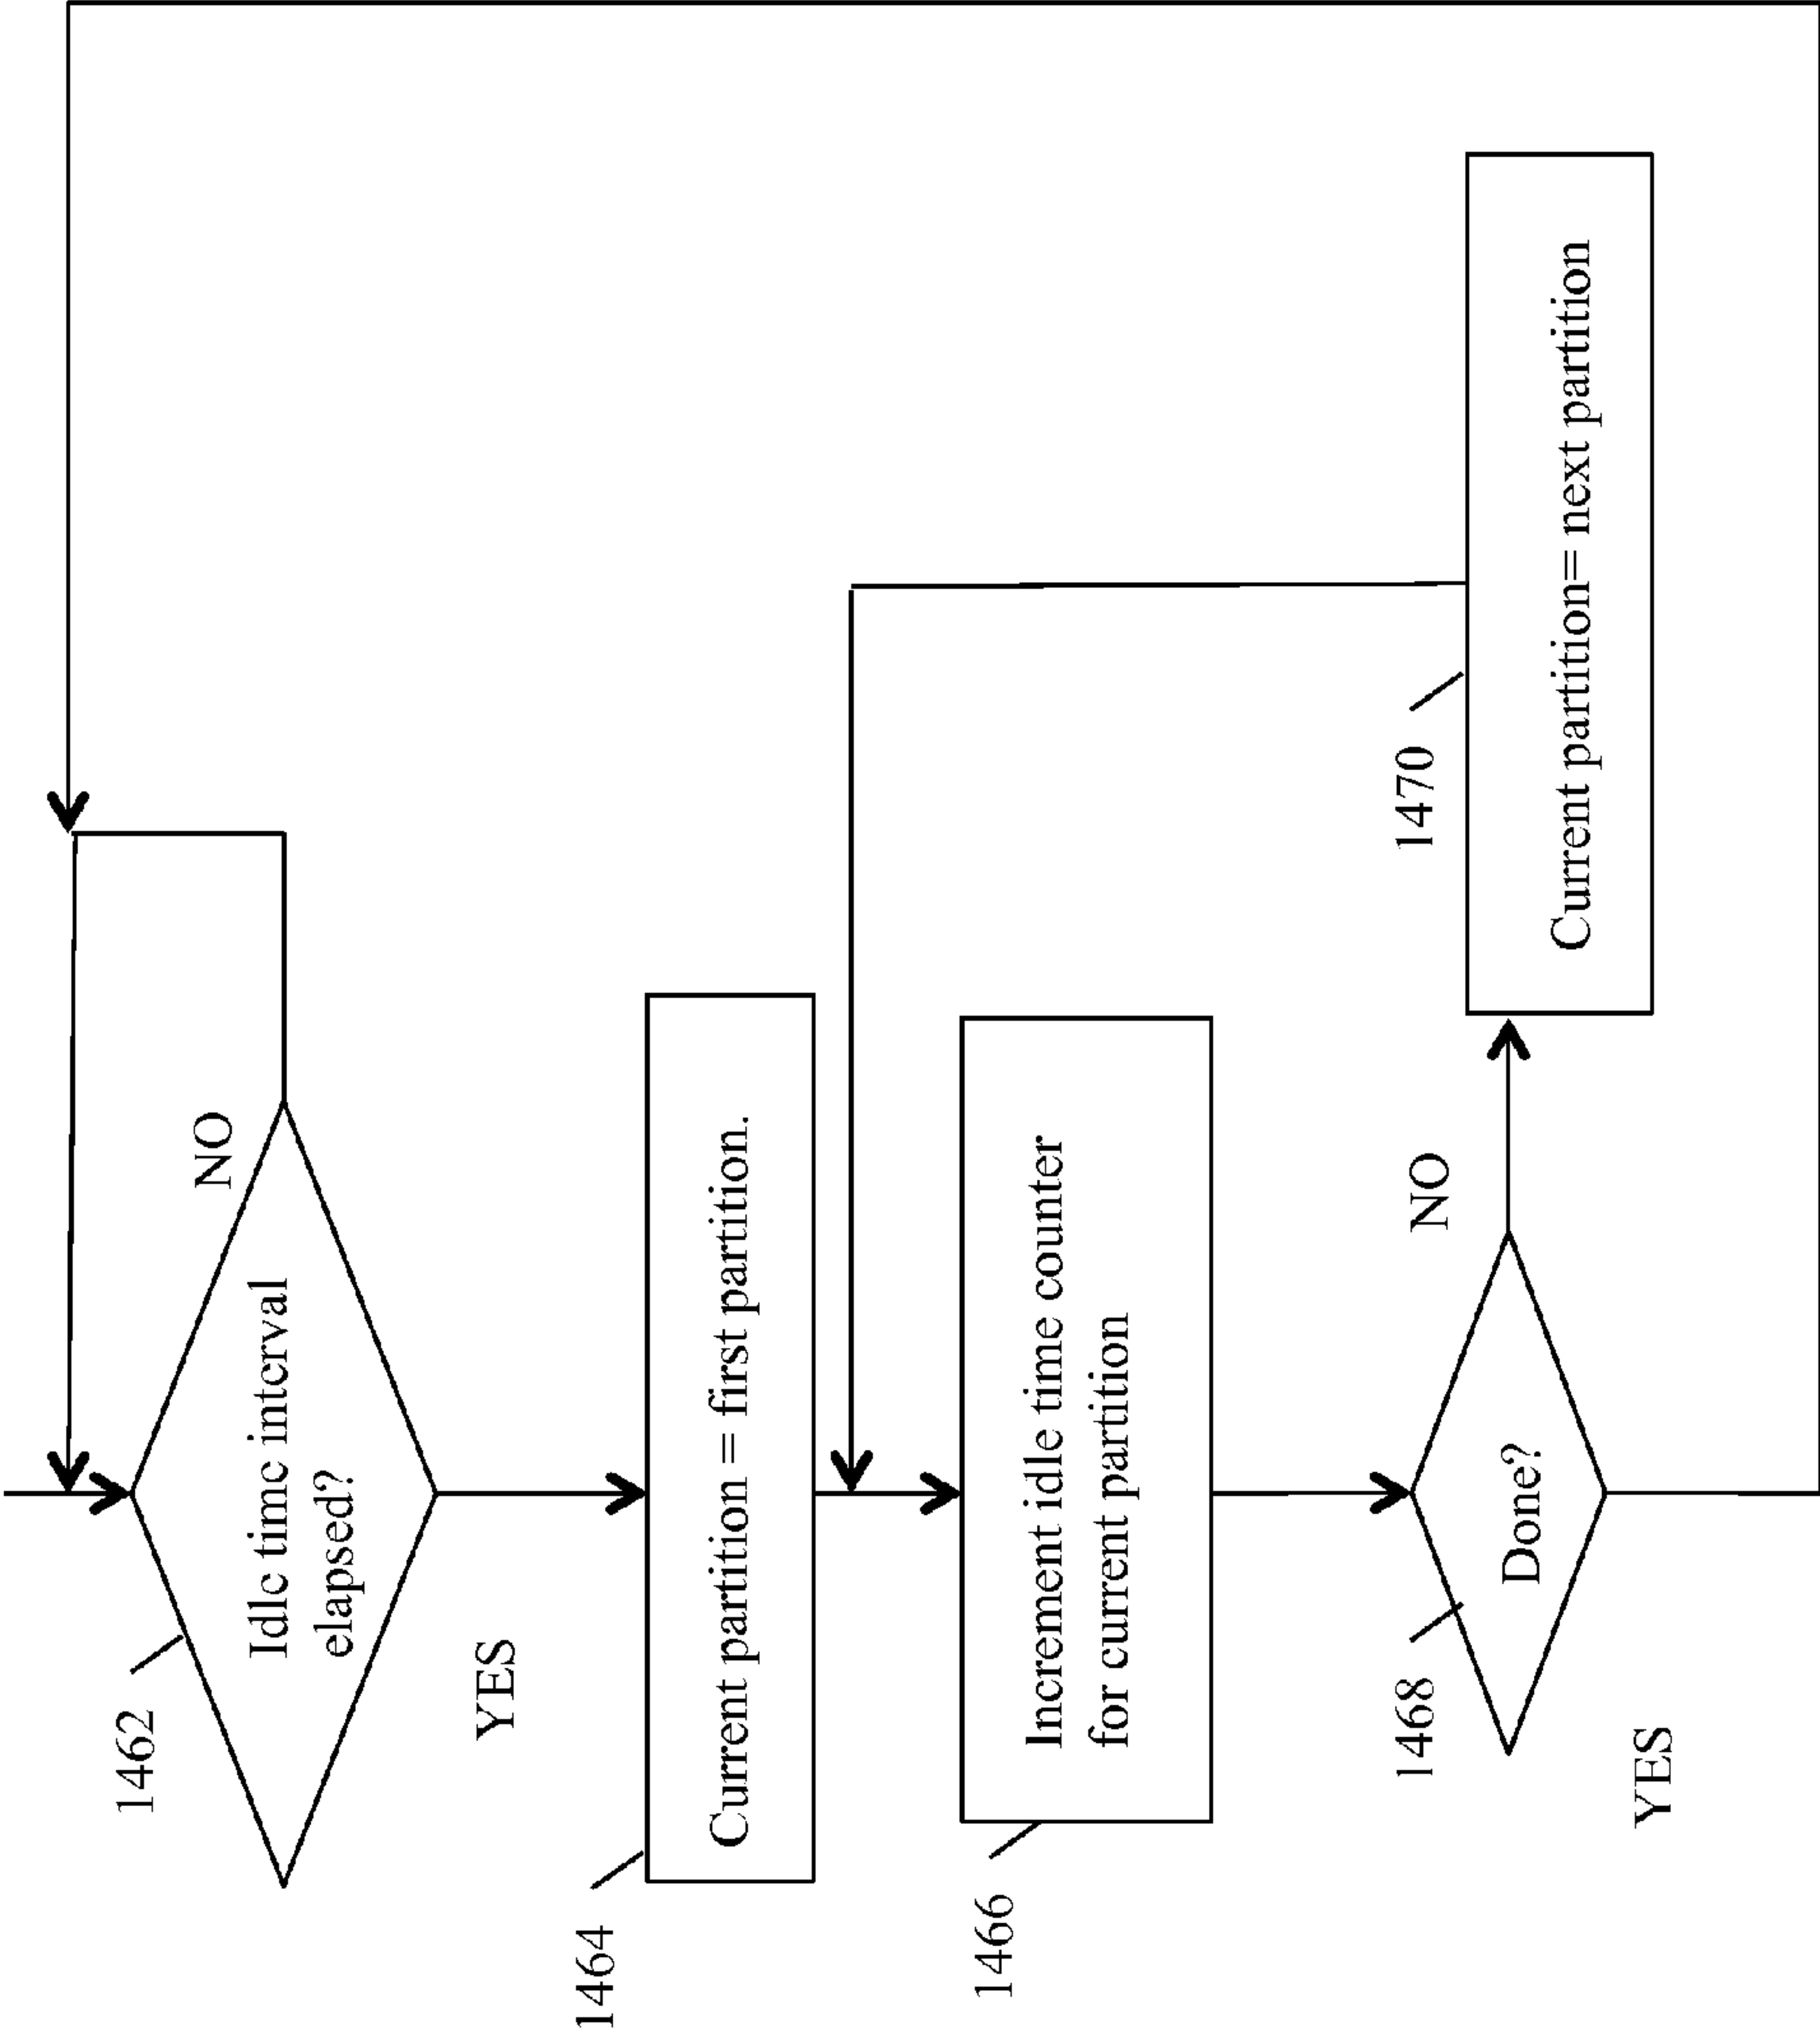 1462
Idle time interval
elapsed?
NO
YES
1464
Current partition = first partition.
1466
Increment idle time counter
for current partition
1468
Done?
NO
YES
1470
Current partition= next partition